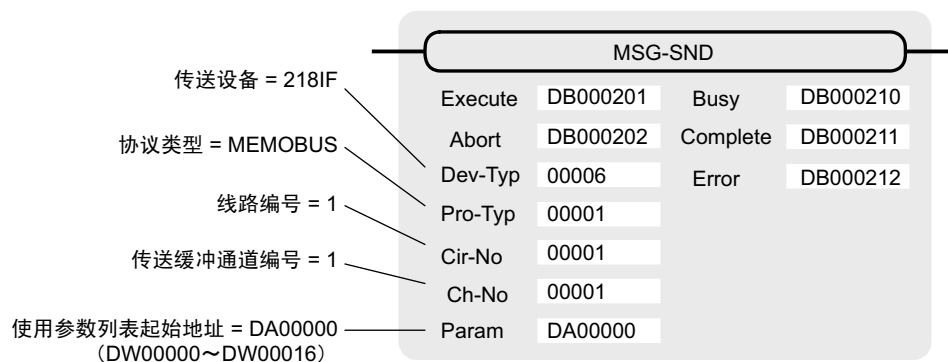 MSG-SND
传送设备 = 218IF
Execute DB000201 Busy DB000210
协议类型 = MEMOBUS
Abort DB000202 Complete DB000211
Dev-Typ 00006 Error DB000212
线路编号 = 1
Pro-Typ 00001
传送缓冲通道编号 = 1
Cir-No 00001
Ch-No 00001
使用参数列表起始地址 = DA00000
Param DA00000
（DW00000～DW00016）